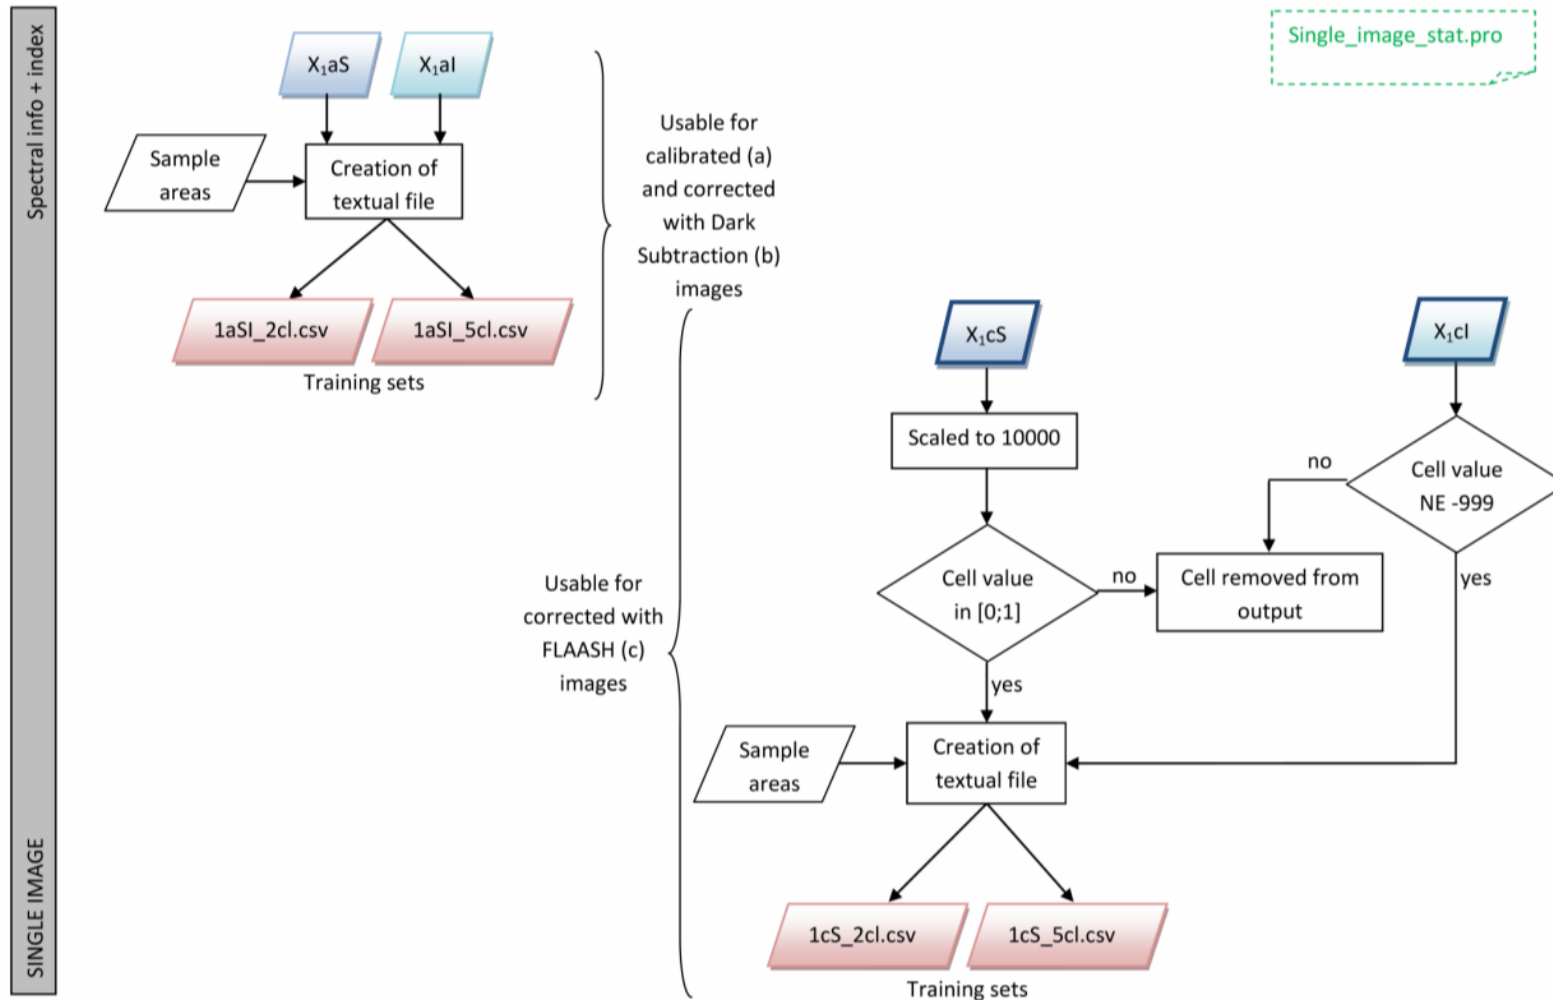 Spectral info + index
SINGLE IMAGE
Single_image_stat.pro
X₁aS
X₁aI
Sample
areas
Creation of
textual file
1aSI_2cl.csv
1aSI_5cl.csv
Training sets
Usable for
calibrated (a)
and corrected
with Dark
Subtraction (b)
images
X₁cS
X₁cI
Scaled to 10000
Cell value
NE -999
no
yes
Cell value
in [0;1]
no
yes
Cell removed from
output
Usable for
corrected with
FLAASH (c)
images
Sample
areas
Creation of
textual file
1cS_2cl.csv
1cS_5cl.csv
Training sets